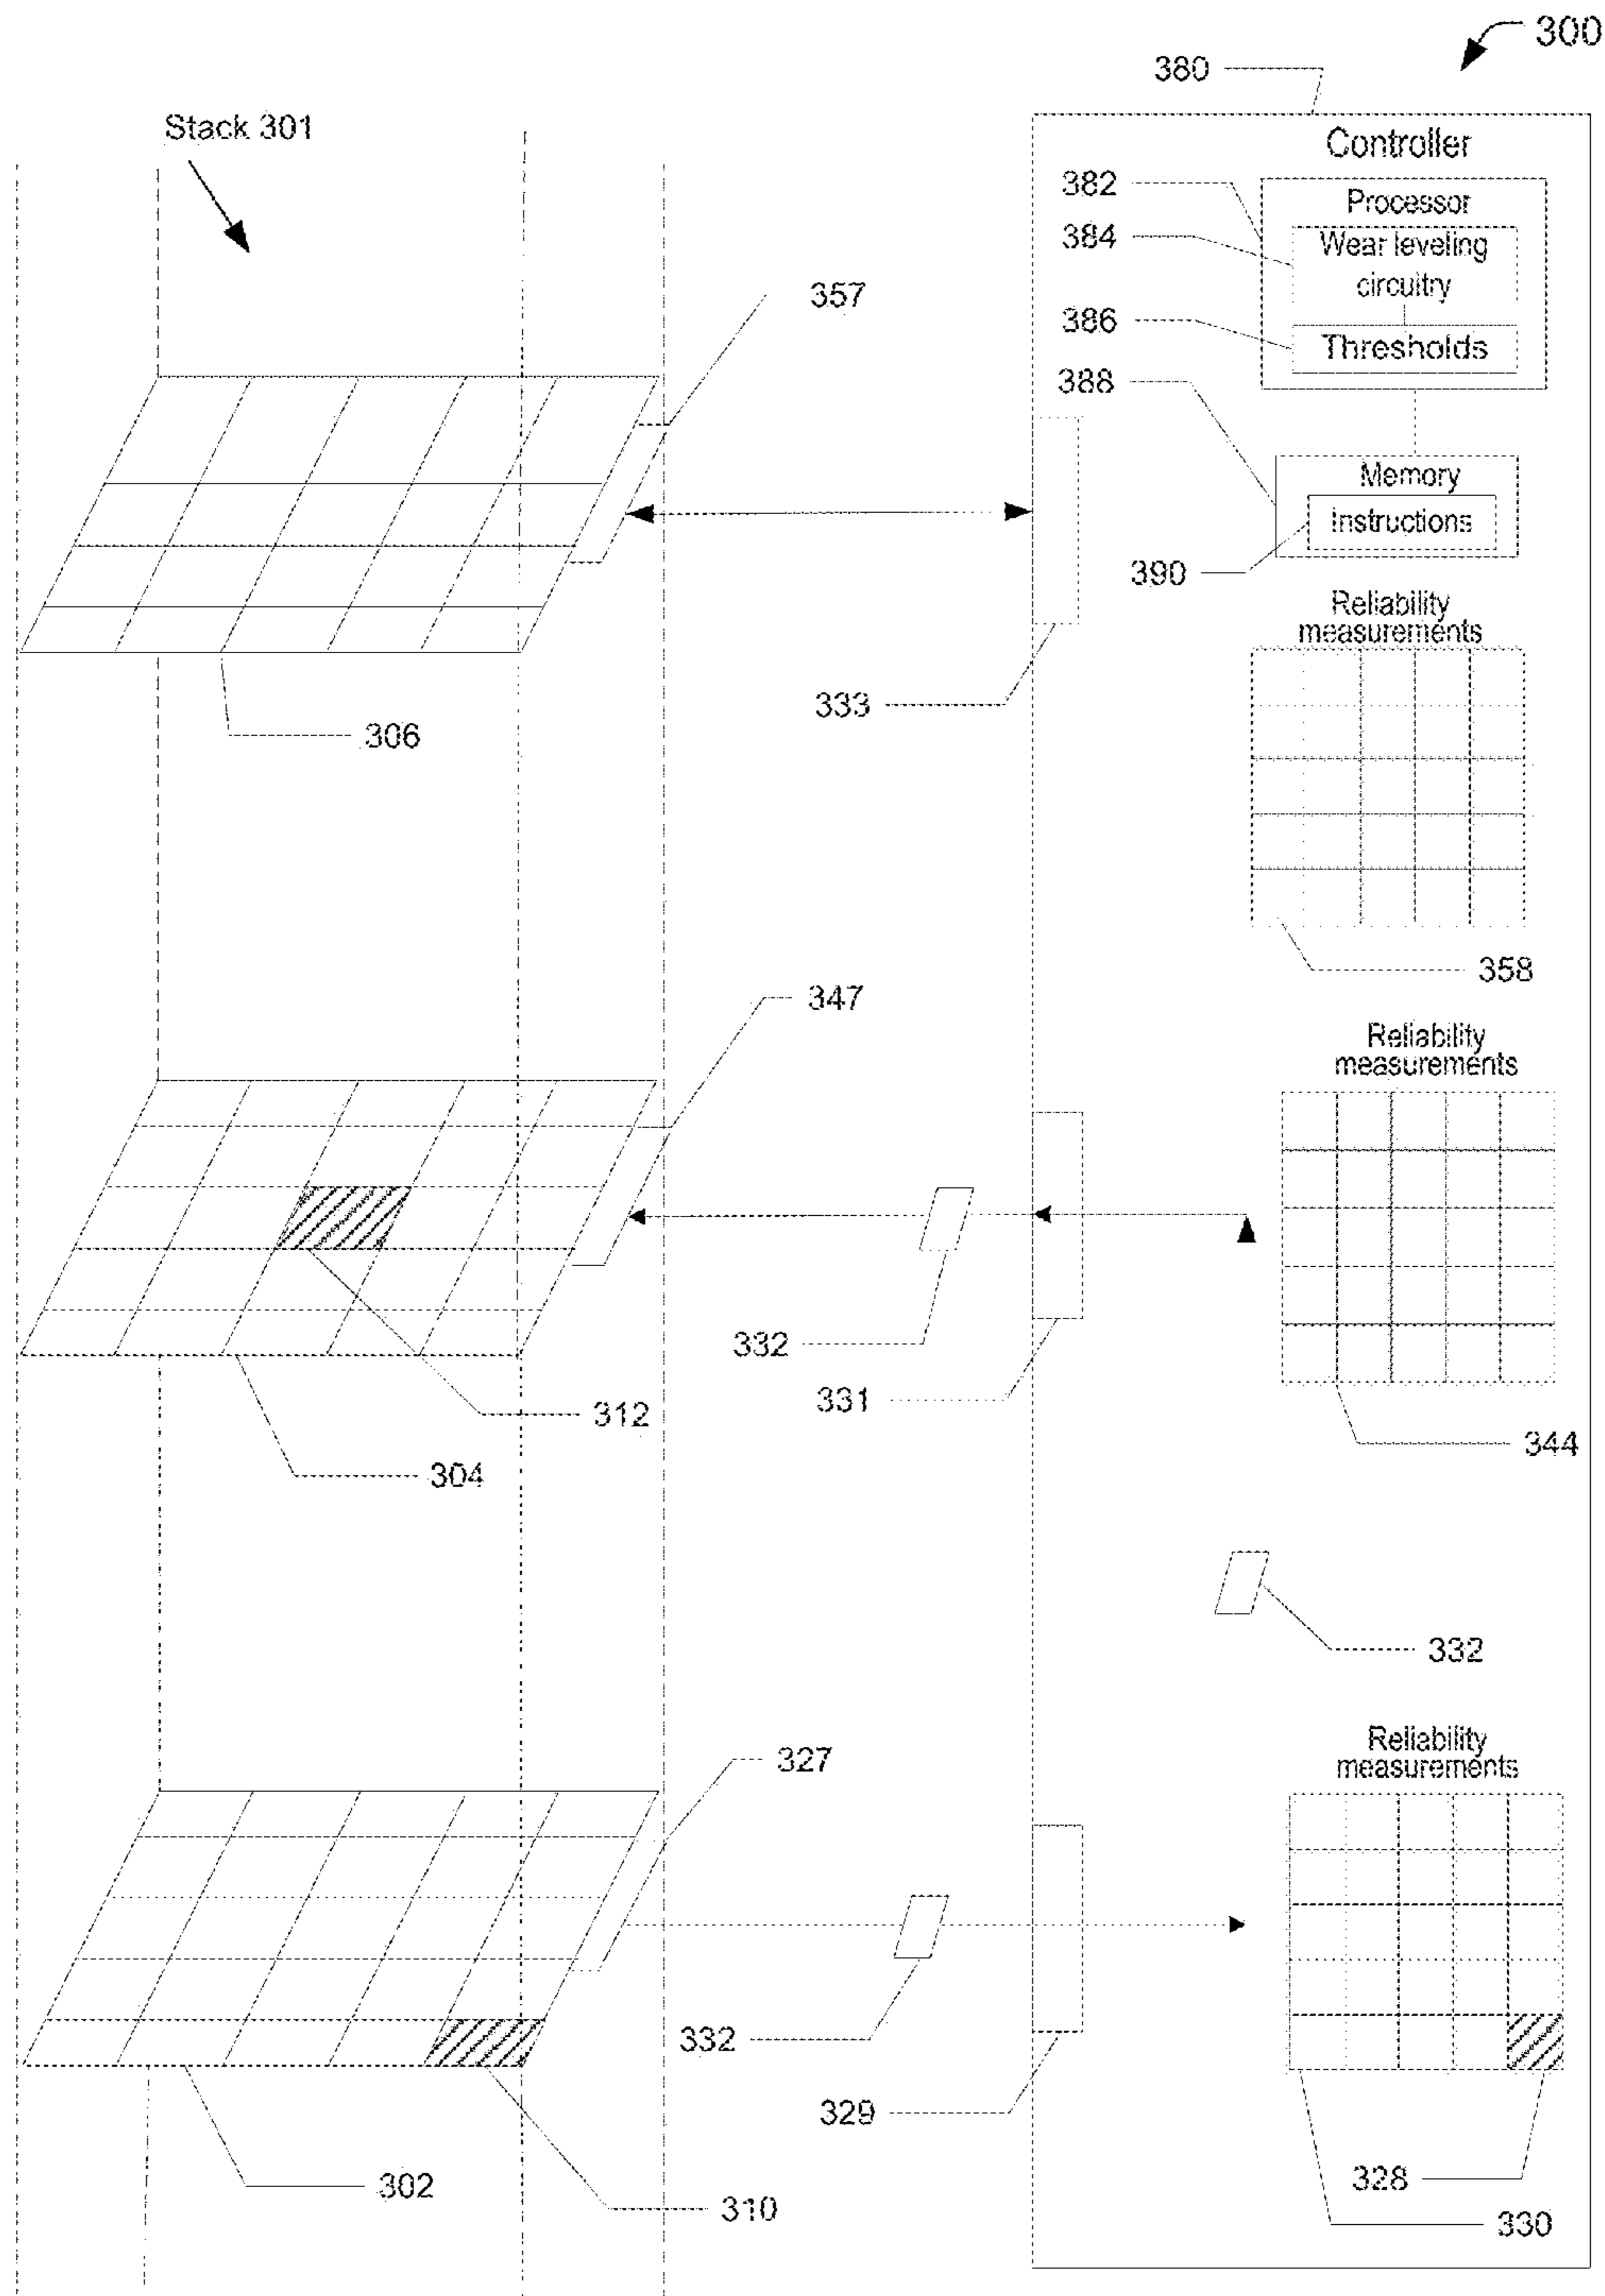 300
380
Stack 301
Controller
382
Processor
384
Wear leveling
circuitry
357
386
Thresholds
388
Memory
Instructions
390
Reliability
measurements
333
306
358
347
Reliability
measurements
332
331
312
344
304
332
Reliability
measurements
327
332
329
328
302
310
330